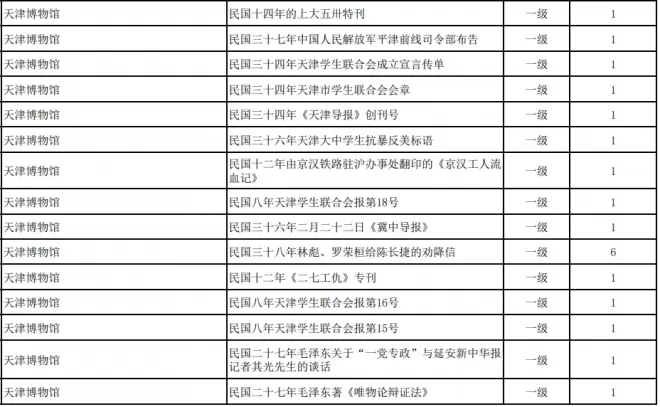 天津博物馆 民国十四年的上大五卅特刊 一级 1
天津博物馆 民国三十七年中国人民解放军平津前线司令部布告 一级 1
天津博物馆 民国三十四年天津学生联合会成立宣言传单 一级 1
天津博物馆 民国三十四年天津市学生联合会会章 一级 1
天津博物馆 民国三十四年《天津导报》创刊号 一级 1
天津博物馆 民国三十六年天津大中学生抗暴反美标语 一级 1
天津博物馆 民国十二年由京汉铁路驻沪办事处翻印的《京汉工人流
血记》 一级 1
天津博物馆 民国八年天津学生联合会报第18号 一级 1
天津博物馆 民国三十六年二月二十二日《冀中导报》 一级 1
天津博物馆 民国三十八年林彪、罗荣桓给陈长捷的劝降信 一级 6
天津博物馆 民国十二年《二七工仇》专刊 一级 1
天津博物馆 民国八年天津学生联合会报第16号 一级 1
天津博物馆 民国八年天津学生联合会报第15号 一级 1
天津博物馆 民国二十七年毛泽东关于“一党专政”与延安新中华报
记者其光先生的谈话 一级 1
天津博物馆 民国二十七年毛泽东著《唯物论辩证法》 一级 1